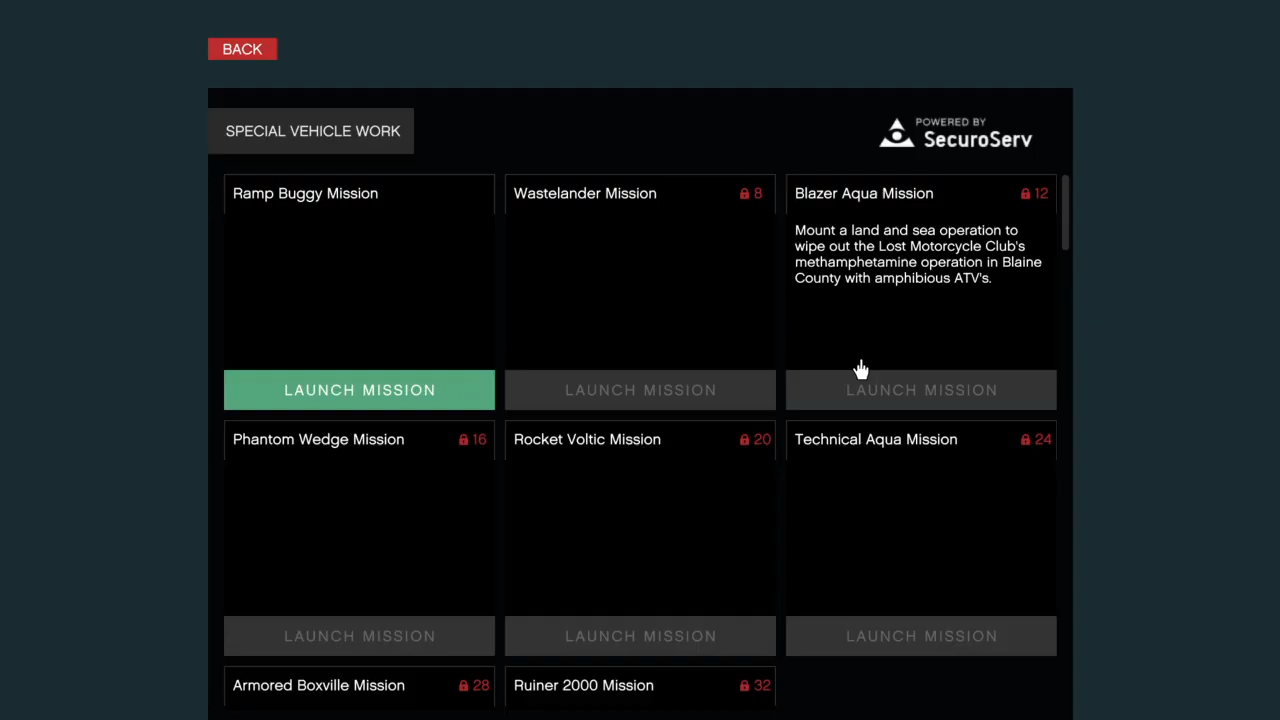 BACK
SPECIAL VEHICLE WORK
POWERED BY
SecuroServ
Ramp Buggy Mission
Wastelander Mission
8
Blazer Aqua Mission
12
Mount a land and sea operation to
wipe out the Lost Motorcycle Club's
methamphetamine operation in Blaine
County with amphibious ATV's.
LAUNCH MISSION
LAUNCH MISSION
LAUNCH MISSION
Phantom Wedge Mission
16
Rocket Voltic Mission
20
Technical Aqua Mission
24
LAUNCH MISSION
LAUNCH MISSION
LAUNCH MISSION
Armored Boxville Mission
28
Ruiner 2000 Mission
32